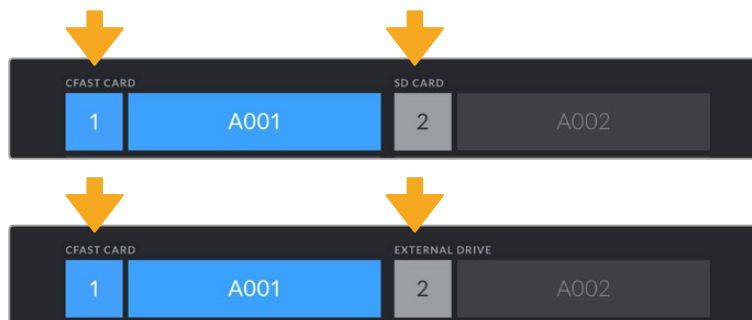 CFAST CARD SD CARD
1 A001 2 A002
CFAST CARD EXTERNAL DRIVE
1 A001 2 A002